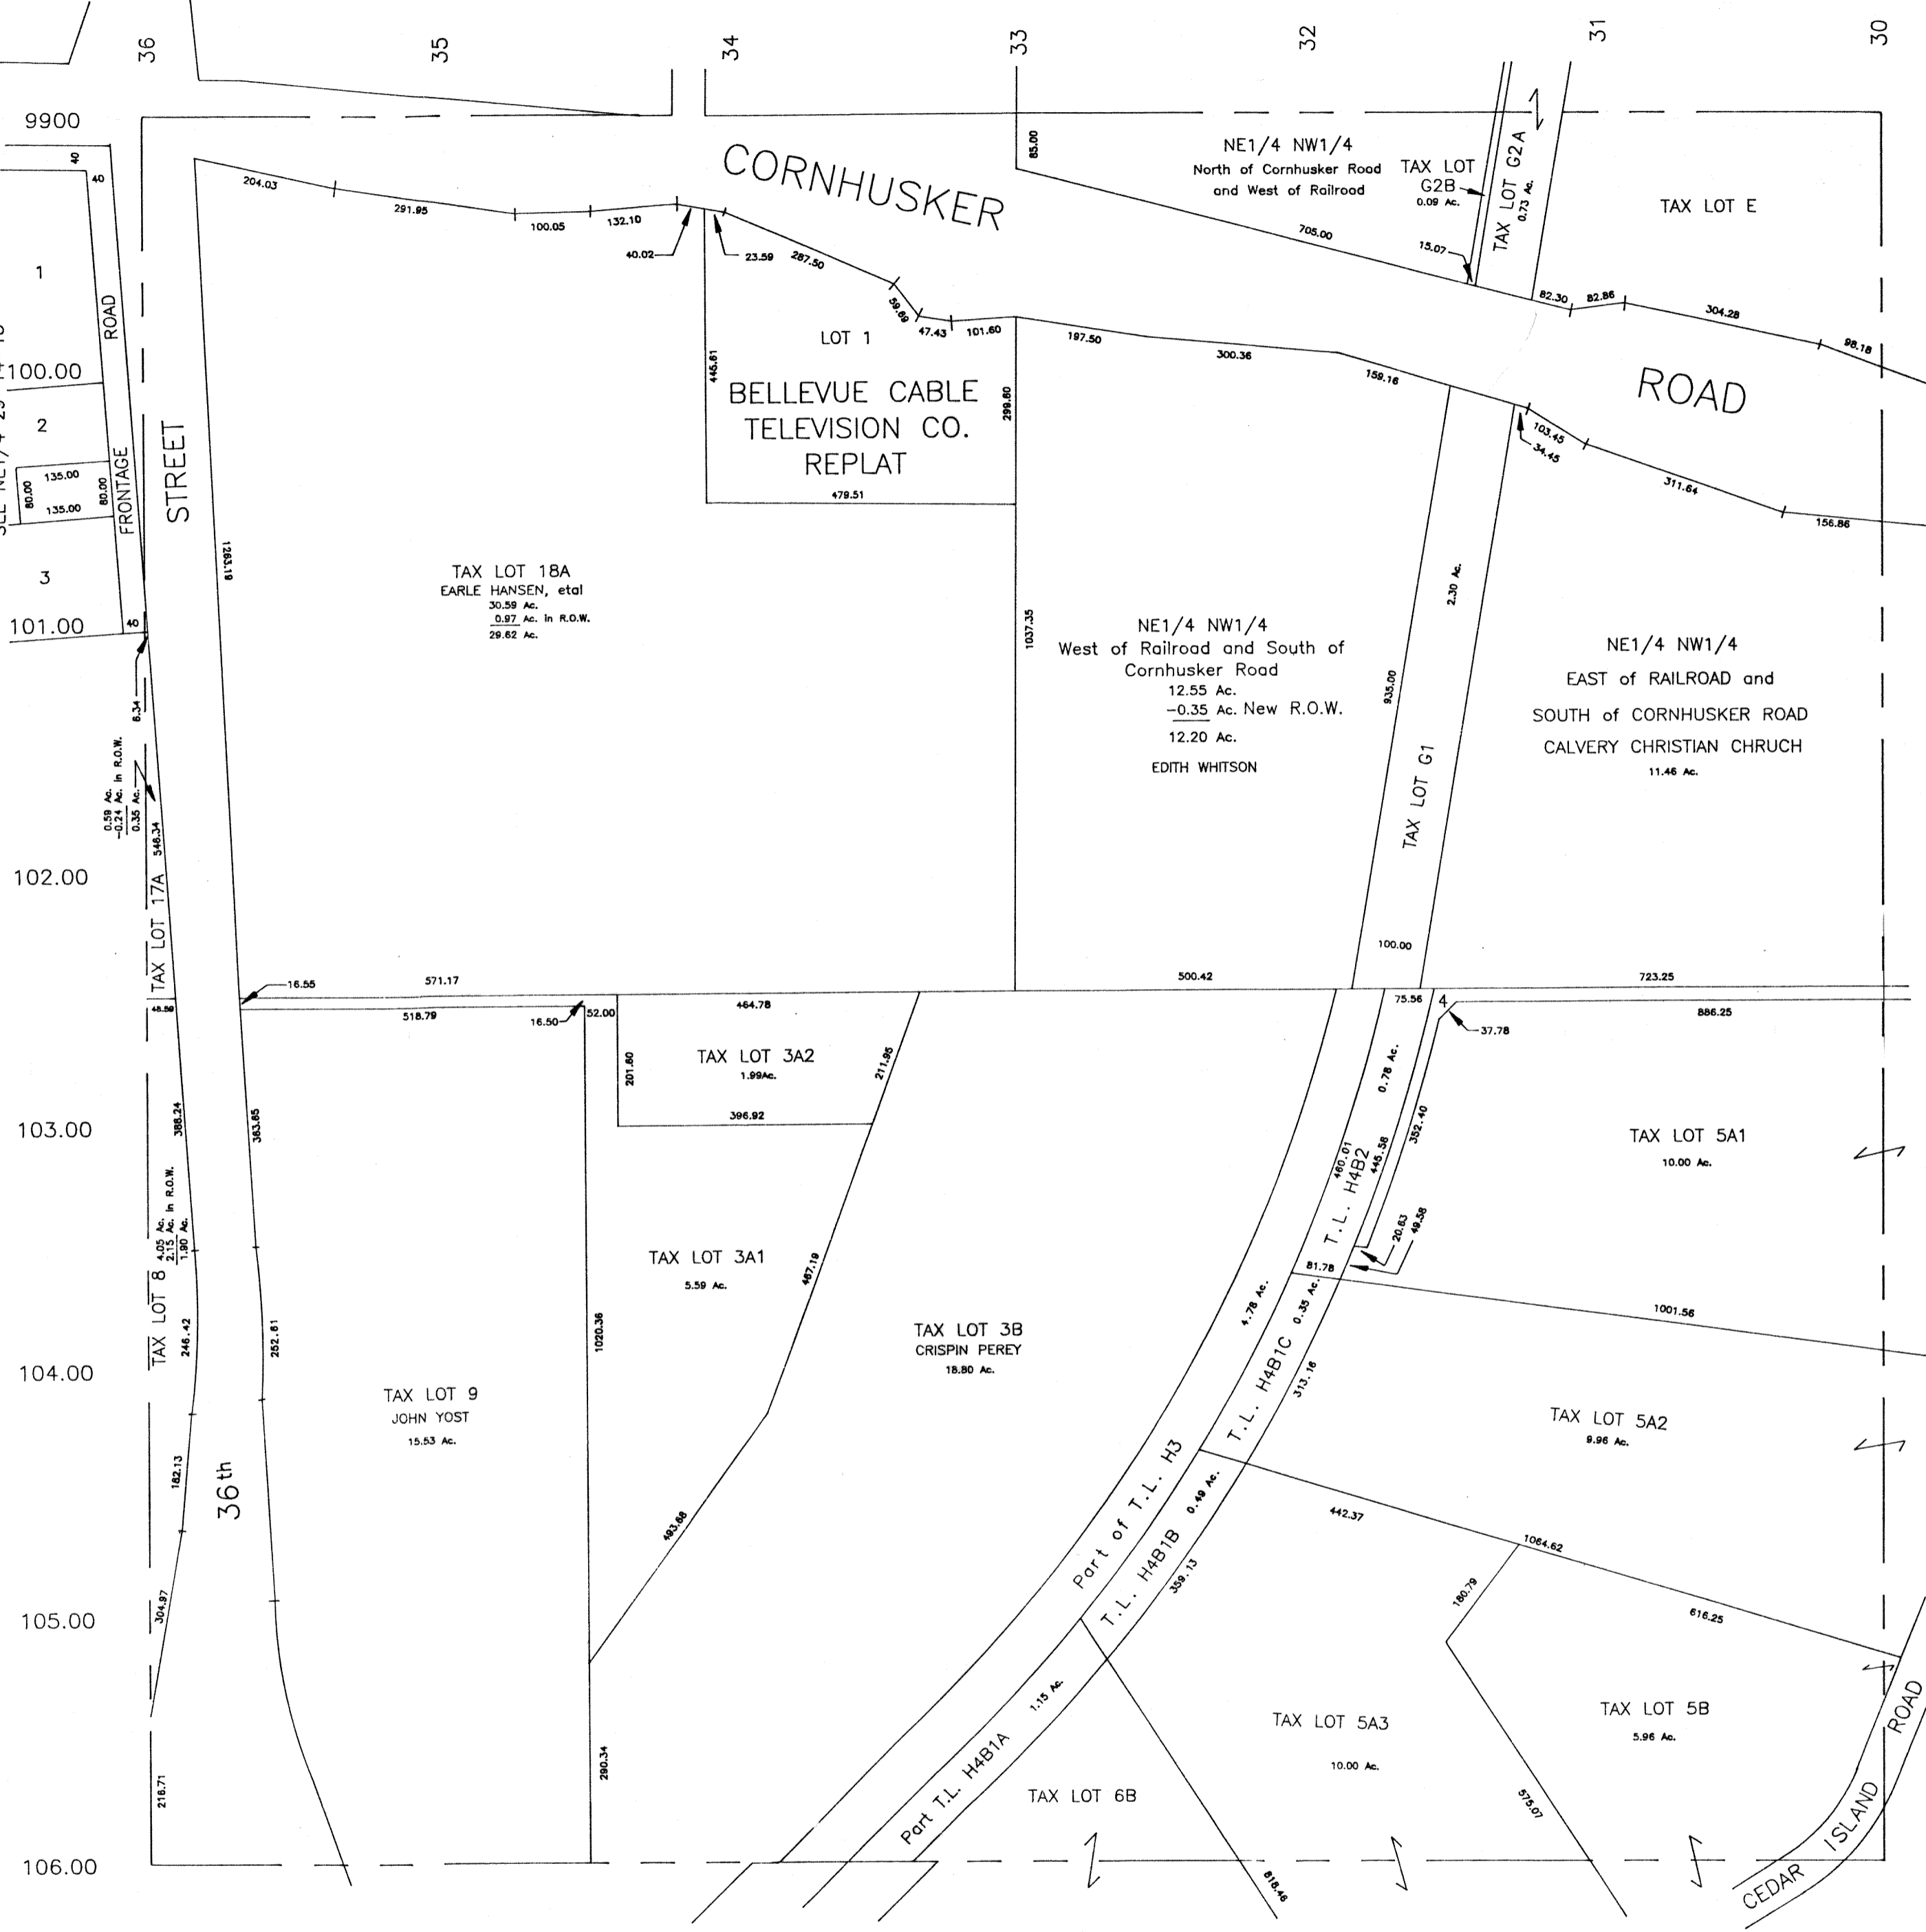 36
35
34
33
32
31
30
9900
100.00
101.00
102.00
103.00
104.00
105.00
106.00
40
40
1
2
3
135.00
135.00
80.00
80.00
40
ROAD
FRONTAGE
STREET
36th
CORNHUSKER
ROAD
204.03
291.95
100.05
132.10
40.02
23.59
287.50
59.69
47.43
101.60
85.00
NE1/4 NW1/4
North of Cornhusker Road
and West of Railroad
TAX LOT
G2B
0.09 Ac.
TAX LOT G2A
0.73 Ac.
TAX LOT E
705.00
15.07
82.30
82.86
304.28
98.18
197.50
300.36
159.16
103.45
34.45
311.64
156.86
LOT 1
BELLEVUE CABLE
TELEVISION CO.
REPLAT
445.61
299.60
479.51
1263.19
TAX LOT 18A
EARLE HANSEN, etal
30.59 Ac.
0.97 Ac. in R.O.W.
29.62 Ac.
1037.35
NE1/4 NW1/4
West of Railroad and South of
Cornhusker Road
12.55 Ac.
-0.35 Ac. New R.O.W.
12.20 Ac.
EDITH WHITSON
2.30 Ac.
935.00
TAX LOT G1
100.00
NE1/4 NW1/4
EAST of RAILROAD and
SOUTH of CORNHUSKER ROAD
CALVERY CHRISTIAN CHRUCH
11.46 Ac.
6.34
0.59 Ac.
-0.24 Ac. in R.O.W.
0.35 Ac.
TAX LOT 17A
546.34
48.59
16.55
571.17
500.42
723.25
518.79
16.50
52.00
464.78
75.56
4
37.78
886.25
TAX LOT 3A2
1.99Ac.
201.60
211.95
396.92
388.24
383.85
TAX LOT 8
4.05 Ac.
2.15 Ac. in R.O.W.
1.90 Ac.
246.42
252.61
182.13
304.97
216.71
TAX LOT 9
JOHN YOST
15.53 Ac.
1020.36
290.34
TAX LOT 3A1
5.59 Ac.
467.19
493.68
TAX LOT 3B
CRISPIN PEREY
18.80 Ac.
0.78 Ac.
460.01
T.L. H4B2
445.58
352.40
20.63
49.58
81.78
TAX LOT 5A1
10.00 Ac.
1001.56
4.78 Ac.
Part of T.L. H3
T.L. H4B1C 0.35 Ac.
313.16
TAX LOT 5A2
9.96 Ac.
T.L. H4B1B 0.49 Ac.
359.13
442.37
1064.62
180.79
616.25
Part T.L. H4B1A 1.15 Ac.
TAX LOT 5A3
10.00 Ac.
TAX LOT 5B
5.96 Ac.
575.07
TAX LOT 6B
818.46
CEDAR ISLAND ROAD